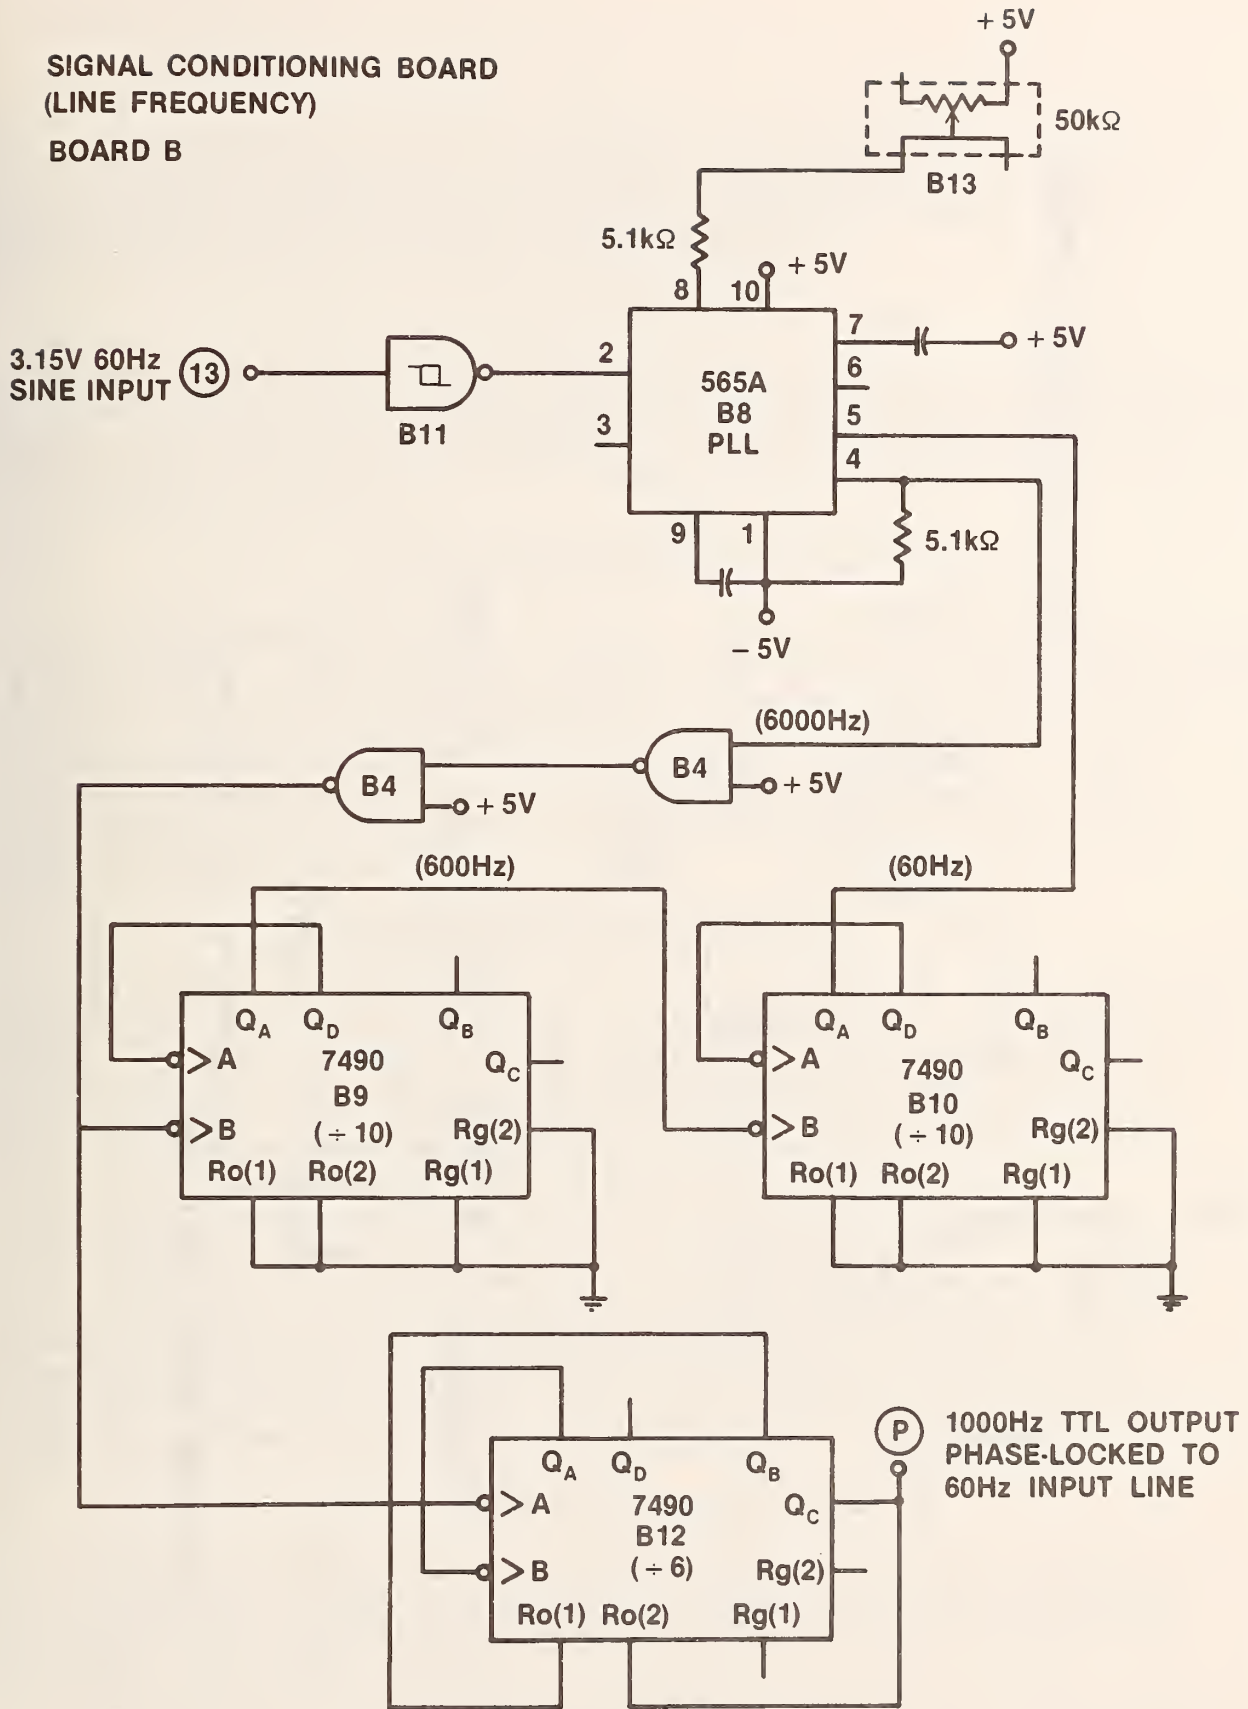 SIGNAL CONDITIONING BOARD
(LINE FREQUENCY)
BOARD B
+ 5V
50kΩ
B13
5.1kΩ
8
10
+ 5V
3.15V 60Hz
SINE INPUT
13
B11
2
3
565A
B8
PLL
7
+ 5V
6
5
4
9
1
5.1kΩ
− 5V
(6000Hz)
B4
+ 5V
B4
+ 5V
(600Hz)
(60Hz)
QA QD QB
>A 7490 QC
B9
>B (÷ 10) Rg(2)
Ro(1) Ro(2) Rg(1)
QA QD QB
>A 7490 QC
B10
>B (÷ 10) Rg(2)
Ro(1) Ro(2) Rg(1)
QA QD QB
>A 7490 QC
B12
>B (÷ 6) Rg(2)
Ro(1) Ro(2) Rg(1)
P
1000Hz TTL OUTPUT
PHASE-LOCKED TO
60Hz INPUT LINE